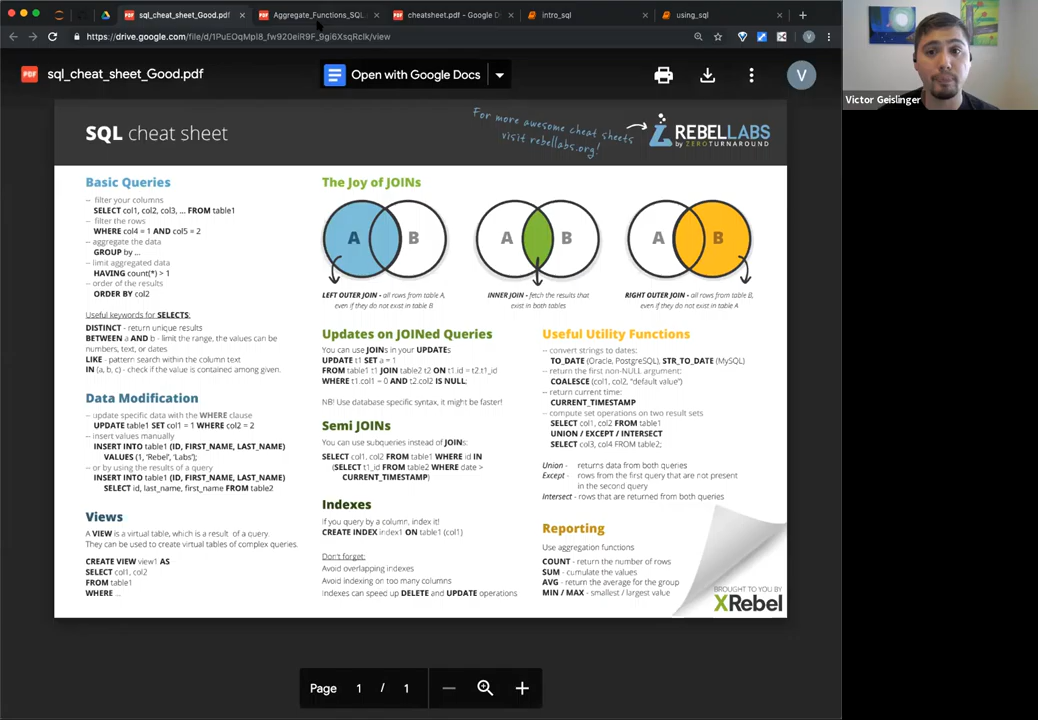 sql_cheat_sheet_Good.pdf
Aggregate_Functions_SQL
cheatsheet.pdf - Google D
intro_sql
using_sql
https://drive.google.com/file/d/1PuEOqMpI8_fw920eiR9F_9gi6XsqRclk/view
V
sql_cheat_sheet_Good.pdf
Open with Google Docs
V
Victor Geislinger
SQL cheat sheet
For more awesome cheat sheets
visit rebellabs.org!
REBELLABS
by ZEROTURNAROUND
Basic Queries
-- filter your columns
SELECT col1, col2, col3, ... FROM table1
-- filter the rows
WHERE col4 = 1 AND col5 = 2
-- aggregate the data
GROUP by ...
-- limit aggregated data
HAVING count(*) > 1
-- order of the results
ORDER BY col2
Useful keywords for SELECTS:
DISTINCT - return unique results
BETWEEN a AND b - limit the range, the values can be
numbers, text, or dates
LIKE - pattern search within the column text
IN (a, b, c) - check if the value is contained among given.
Data Modification
-- update specific data with the WHERE clause
UPDATE table1 SET col1 = 1 WHERE col2 = 2
-- insert values manually
INSERT INTO table1 (ID, FIRST_NAME, LAST_NAME)
VALUES (1, 'Rebel', 'Labs');
-- or by using the results of a query
INSERT INTO table1 (ID, FIRST_NAME, LAST_NAME)
SELECT id, last_name, first_name FROM table2
Views
A VIEW is a virtual table, which is a result of a query.
They can be used to create virtual tables of complex queries.
CREATE VIEW view1 AS
SELECT col1, col2
FROM table1
WHERE ...
The Joy of JOINs
A B
A B
A B
LEFT OUTER JOIN - all rows from table A,
even if they do not exist in table B
INNER JOIN - fetch the results that
exist in both tables
RIGHT OUTER JOIN - all rows from table B,
even if they do not exist in table A
Updates on JOINed Queries
You can use JOINs in your UPDATEs
UPDATE t1 SET a = 1
FROM table1 t1 JOIN table2 t2 ON t1.id = t2.t1_id
WHERE t1.col1 = 0 AND t2.col2 IS NULL;
NB! Use database specific syntax, it might be faster!
Semi JOINs
You can use subqueries instead of JOINs:
SELECT col1, col2 FROM table1 WHERE id IN
(SELECT t1_id FROM table2 WHERE date >
CURRENT_TIMESTAMP)
Indexes
If you query by a column, index it!
CREATE INDEX index1 ON table1 (col1)
Don't forget:
Avoid overlapping indexes
Avoid indexing on too many columns
Indexes can speed up DELETE and UPDATE operations
Useful Utility Functions
-- convert strings to dates:
TO_DATE (Oracle, PostgreSQL), STR_TO_DATE (MySQL)
-- return the first non-NULL argument:
COALESCE (col1, col2, "default value")
-- return current time:
CURRENT_TIMESTAMP
-- compute set operations on two result sets
SELECT col1, col2 FROM table1
UNION / EXCEPT / INTERSECT
SELECT col3, col4 FROM table2;
Union - returns data from both queries
Except - rows from the first query that are not present
in the second query
Intersect - rows that are returned from both queries
Reporting
Use aggregation functions
COUNT - return the number of rows
SUM - cumulate the values
AVG - return the average for the group
MIN / MAX - smallest / largest value
BROUGHT TO YOU BY
XRebel
Page 1 / 1